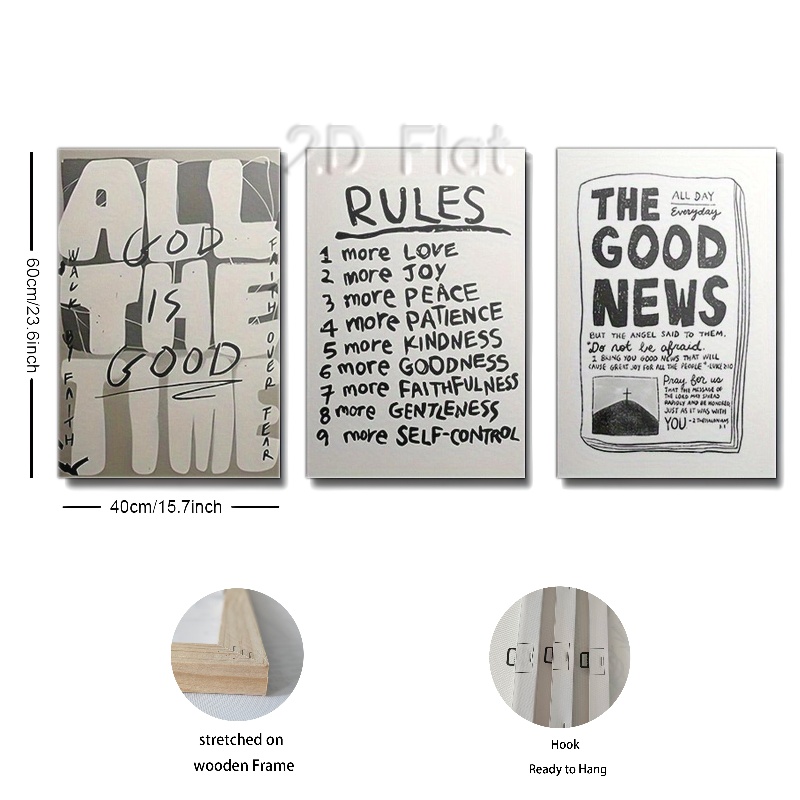 2D Flat
60cm/23.6inch
40cm/15.7inch
ALL
THE
TIME
GOD
IS
GOOD
WALK BY FAITH
FAITH OVER FEAR
RULES
1 more LOVE
2 more JOY
3 more PEACE
4 more PATIENCE
5 more KINDNESS
6 more GOODNESS
7 more FAITHFULNESS
8 more GENTLENESS
9 more SELF-CONTROL
THE
GOOD
NEWS
ALL DAY
Everyday
BUT THE ANGEL SAID TO THEM,
"Do not be afraid.
I BRING YOU GOOD NEWS THAT WILL
CAUSE GREAT JOY FOR ALL THE PEOPLE" -LUKE 2:10
Pray for us
THAT THE MESSAGE OF
THE LORD MAY SPREAD
RAPIDLY AND BE HONORED
JUST AS IT WAS WITH
YOU -2 THESSALONIANS
3:1
stretched on
wooden Frame
Hook
Ready to Hang